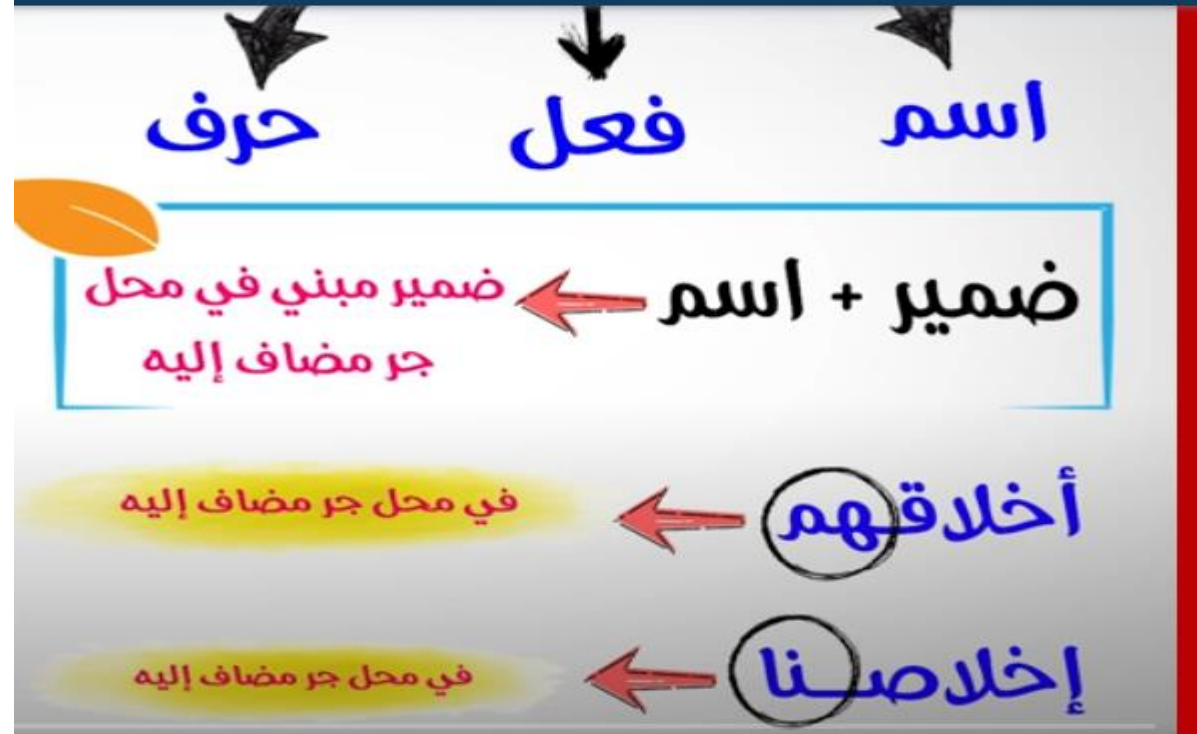 اسم فعل حرف
ضمير + اسم ضمير مبني في محل
جر مضاف إليه
أخلاقهم في محل جر مضاف إليه
إخلاصـنا في محل جر مضاف إليه